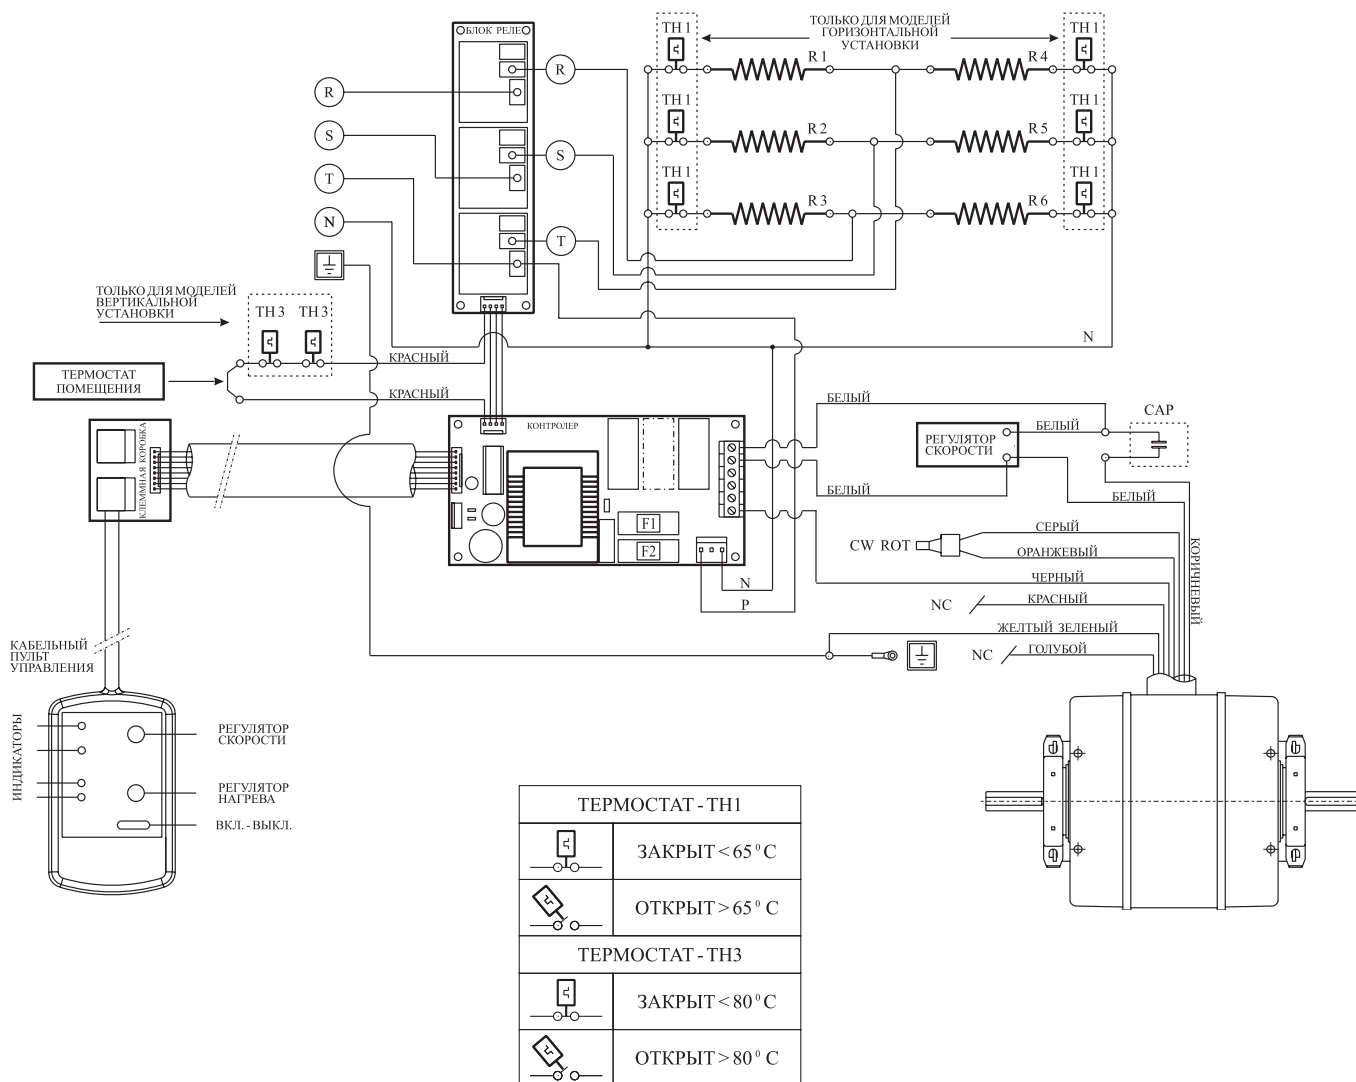 БЛОК РЕЛЕ
R
S
T
N
R
S
T
TH 1
TH 1
TH 1
ТОЛЬКО ДЛЯ МОДЕЛЕЙ
ГОРИЗОНТАЛЬНОЙ
УСТАНОВКИ
TH 1
TH 1
TH 1
R 1
R 2
R 3
R 4
R 5
R 6
N
ТОЛЬКО ДЛЯ МОДЕЛЕЙ
ВЕРТИКАЛЬНОЙ
УСТАНОВКИ
TH 3
TH 3
КРАСНЫЙ
КРАСНЫЙ
ТЕРМОСТАТ
ПОМЕЩЕНИЯ
КЛЕММНАЯ КОРОБКА
КОНТРОЛЕР
F1
F2
N
P
БЕЛЫЙ
БЕЛЫЙ
РЕГУЛЯТОР
СКОРОСТИ
БЕЛЫЙ
CAP
БЕЛЫЙ
CW ROT
СЕРЫЙ
ОРАНЖЕВЫЙ
ЧЕРНЫЙ
NC
КРАСНЫЙ
ЖЕЛТЫЙ ЗЕЛЕНЫЙ
NC
ГОЛУБОЙ
КОРИЧНЕВЫЙ
КАБЕЛЬНЫЙ
ПУЛЬТ
УПРАВЛЕНИЯ
ИНДИКАТОРЫ
РЕГУЛЯТОР
СКОРОСТИ
РЕГУЛЯТОР
НАГРЕВА
ВКЛ. - ВЫКЛ.
ТЕРМОСТАТ - TH1
ЗАКРЫТ < 65⁰ C
ОТКРЫТ > 65⁰ C
ТЕРМОСТАТ - TH3
ЗАКРЫТ < 80⁰ C
ОТКРЫТ > 80⁰ C